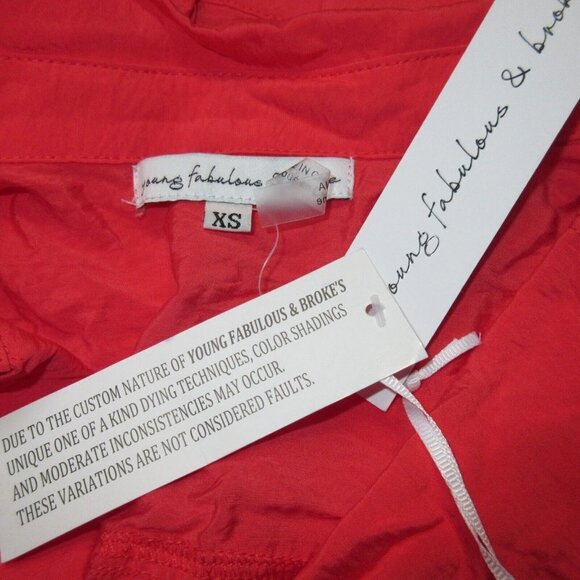 young fabulous & broke
young fabulous
XS
DUE TO THE CUSTOM NATURE OF YOUNG FABULOUS & BROKE'S
UNIQUE ONE OF A KIND DYING TECHNIQUES, COLOR SHADINGS
AND MODERATE INCONSISTENCIES MAY OCCUR.
THESE VARIATIONS ARE NOT CONSIDERED FAULTS.